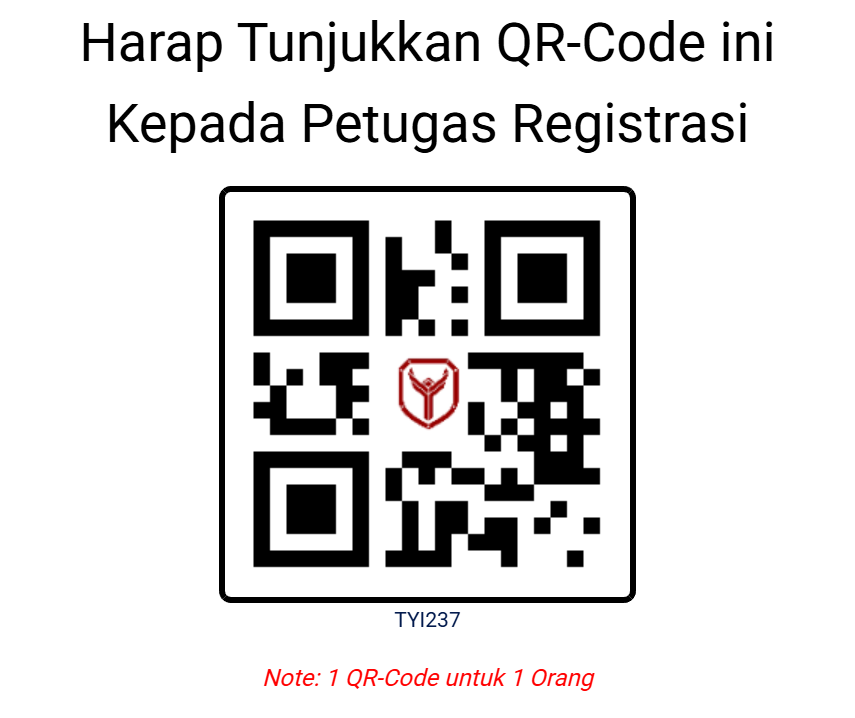 Harap Tunjukkan QR-Code ini
Kepada Petugas Registrasi
TYI237
Note: 1 QR-Code untuk 1 Orang